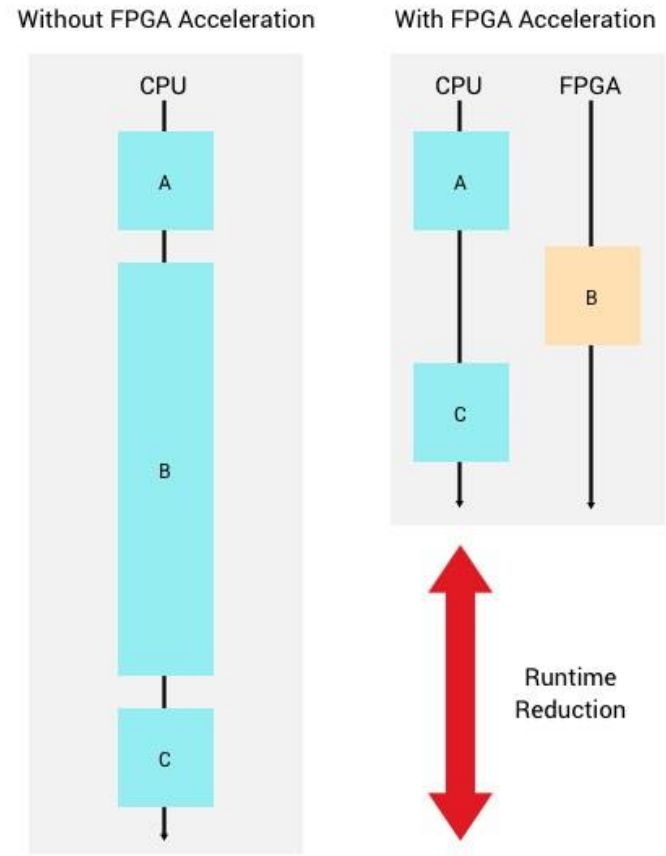 Without FPGA Acceleration
CPU
A
B
C
With FPGA Acceleration
CPU
FPGA
A
B
C
Runtime
Reduction